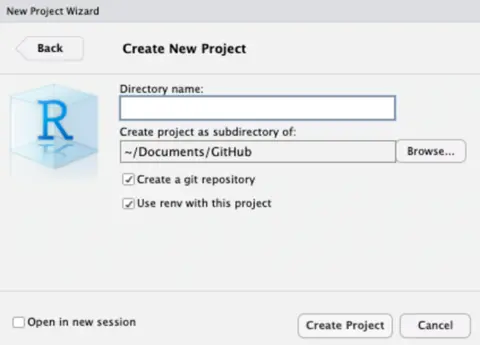 New Project Wizard
Back
Create New Project
R
Directory name:
Create project as subdirectory of:
~/Documents/GitHub
Browse...
Create a git repository
Use renv with this project
Open in new session
Create Project
Cancel